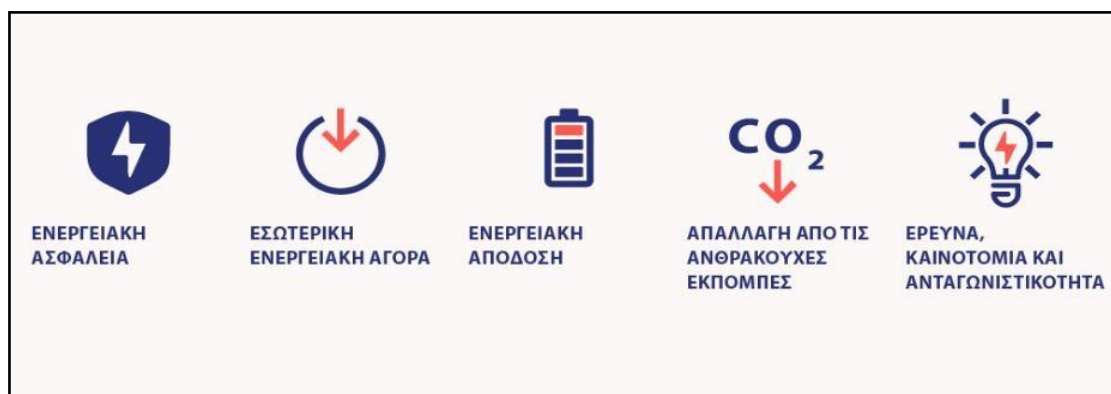 CO₂
ΕΝΕΡΓΕΙΑΚΗ
ΑΣΦΑΛΕΙΑ
ΕΣΩΤΕΡΙΚΗ
ΕΝΕΡΓΕΙΑΚΗ ΑΓΟΡΑ
ΕΝΕΡΓΕΙΑΚΗ
ΑΠΟΔΟΣΗ
ΑΠΑΛΛΑΓΗ ΑΠΟ ΤΙΣ
ΑΝΘΡΑΚΟΥΧΕΣ
ΕΚΠΟΜΠΕΣ
ΕΡΕΥΝΑ,
ΚΑΙΝΟΤΟΜΙΑ ΚΑΙ
ΑΝΤΑΓΩΝΙΣΤΙΚΟΤΗΤΑ